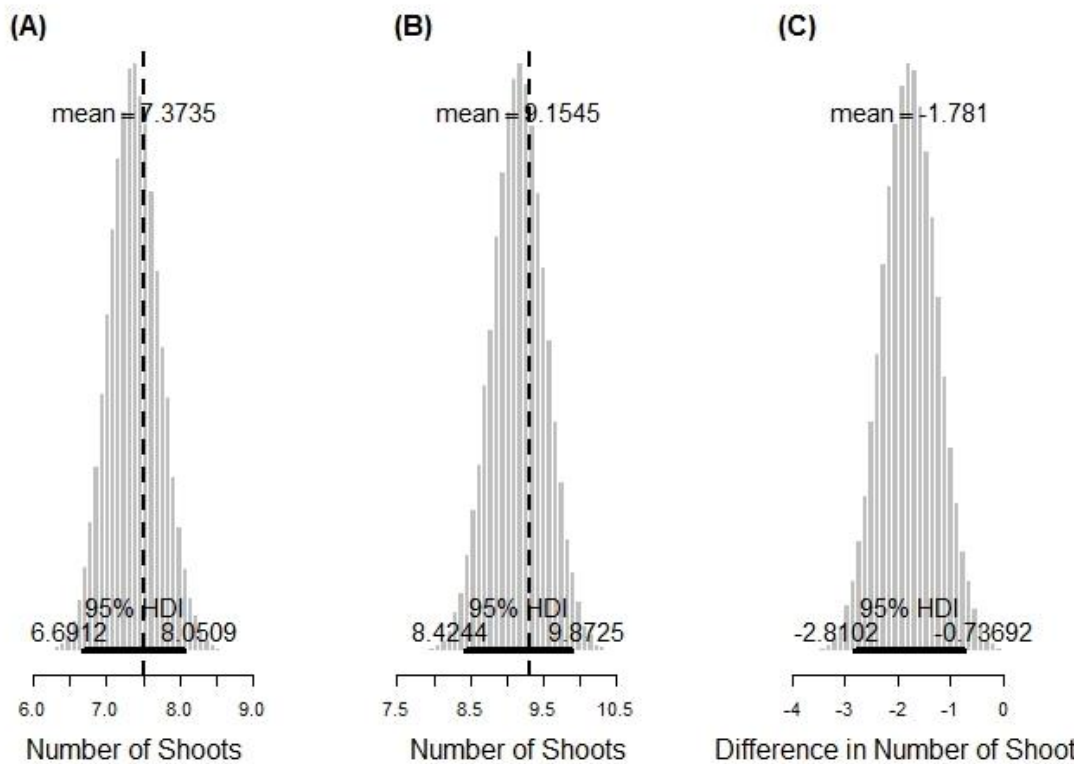 (A)
mean = 7.3735
95% HDI
6.6912 8.0509
6.0 7.0 8.0 9.0
Number of Shoots
(B)
mean = 9.1545
95% HDI
8.4244 9.8725
7.5 8.5 9.5 10.5
Number of Shoots
(C)
mean = -1.781
95% HDI
-2.8102 -0.73692
-4 -3 -2 -1 0
Difference in Number of Shoot